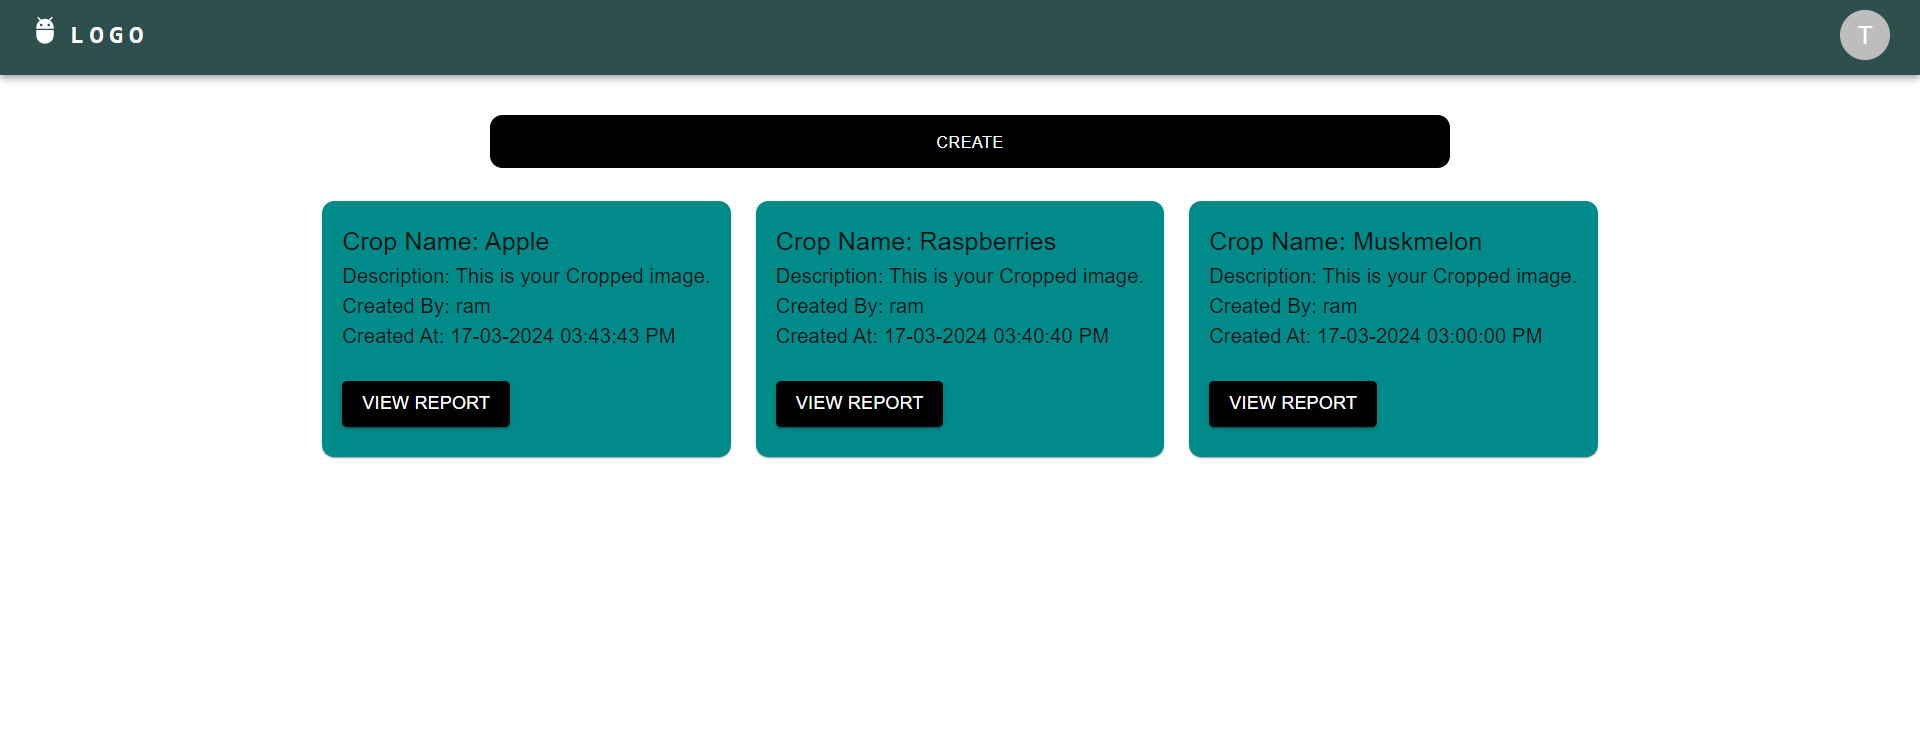 LOGO
T
CREATE
Crop Name: Apple
Description: This is your Cropped image.
Created By: ram
Created At: 17-03-2024 03:43:43 PM
VIEW REPORT
Crop Name: Raspberries
Description: This is your Cropped image.
Created By: ram
Created At: 17-03-2024 03:40:40 PM
VIEW REPORT
Crop Name: Muskmelon
Description: This is your Cropped image.
Created By: ram
Created At: 17-03-2024 03:00:00 PM
VIEW REPORT